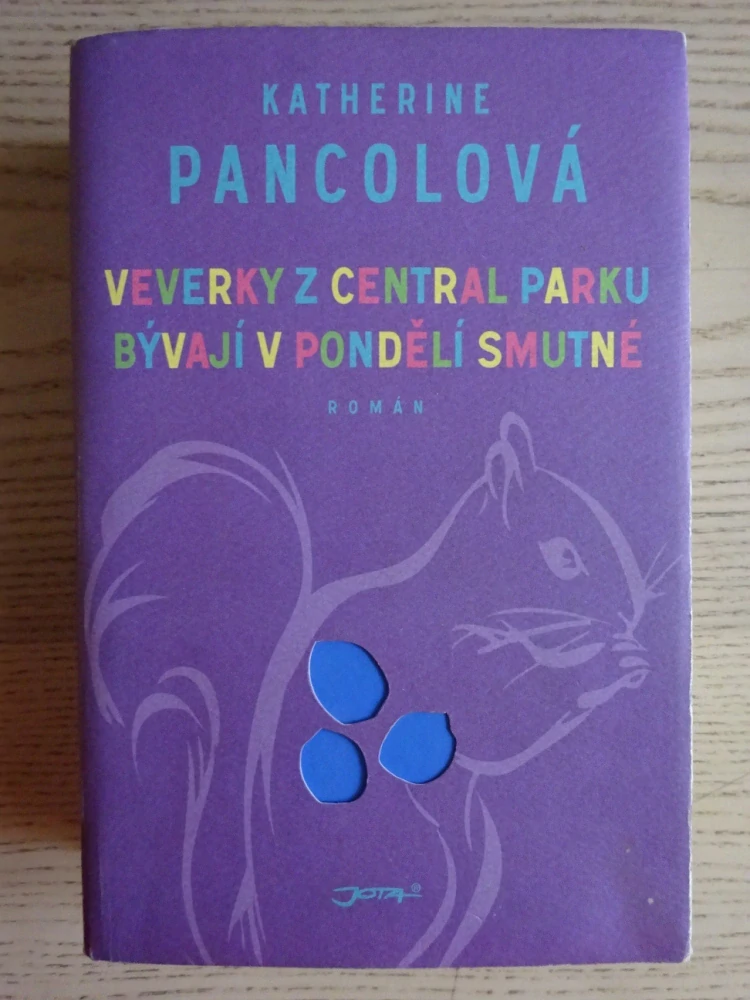 KATHERINE
PANCOLOVÁ
VEVERKY Z CENTRAL PARKU
BÝVAJÍ V PONDĚLÍ SMUTNÉ
ROMÁN
JOTA®